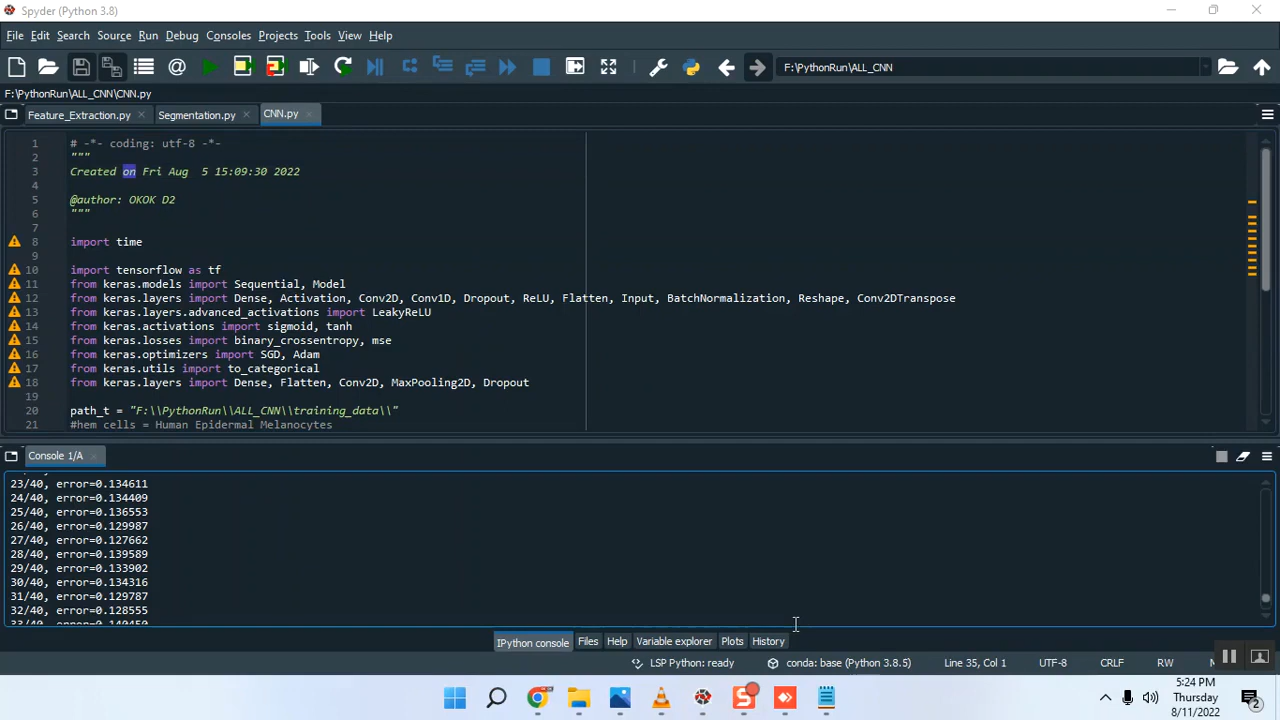 Spyder (Python 3.8)
File Edit Search Source Run Debug Consoles Projects Tools View Help
F:\PythonRun\ALL_CNN
F:\PythonRun\ALL_CNN\CNN.py
Feature_Extraction.py Segmentation.py CNN.py
1 # -*- coding: utf-8 -*-
2 """
3 Created on Fri Aug  5 15:09:30 2022
4
5 @author: OKOK D2
6 """
7
8 import time
9
10 import tensorflow as tf
11 from keras.models import Sequential, Model
12 from keras.layers import Dense, Activation, Conv2D, Conv1D, Dropout, ReLU, Flatten, Input, BatchNormalization, Reshape, Conv2DTranspose
13 from keras.layers.advanced_activations import LeakyReLU
14 from keras.activations import sigmoid, tanh
15 from keras.losses import binary_crossentropy, mse
16 from keras.optimizers import SGD, Adam
17 from keras.utils import to_categorical
18 from keras.layers import Dense, Flatten, Conv2D, MaxPooling2D, Dropout
19
20 path_t = "F:\\PythonRun\\ALL_CNN\\training_data\\"
21 #hem cells = Human Epidermal Melanocytes
Console 1/A
23/40, error=0.134611
24/40, error=0.134409
25/40, error=0.136553
26/40, error=0.129987
27/40, error=0.127662
28/40, error=0.139589
29/40, error=0.133902
30/40, error=0.134316
31/40, error=0.129787
32/40, error=0.128555
33/40, error=0.140450
IPython console Files Help Variable explorer Plots History
LSP Python: ready conda: base (Python 3.8.5) Line 35, Col 1 UTF-8 CRLF RW
5:24 PM
Thursday
8/11/2022
2